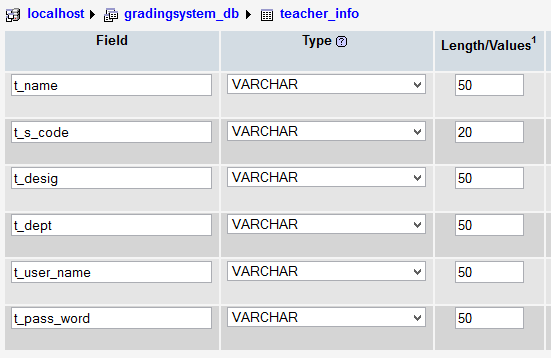 localhost gradingsystem_db teacher_info
Field Type ? Length/Values1
t_name VARCHAR 50
t_s_code VARCHAR 20
t_desig VARCHAR 50
t_dept VARCHAR 50
t_user_name VARCHAR 50
t_pass_word VARCHAR 50